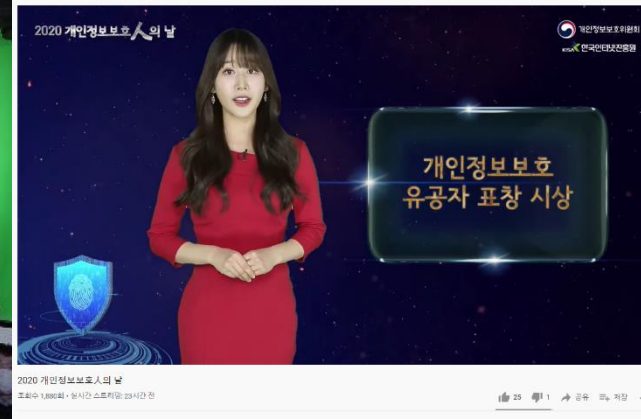 2020 개인정보보호人의 날
개인정보보호위원회
KISA 한국인터넷진흥원
개인정보보호
유공자 표창 시상
2020 개인정보보호人의 날
조회수 1,880회 • 실시간 스트리밍: 23시간 전
25 1 공유 저장